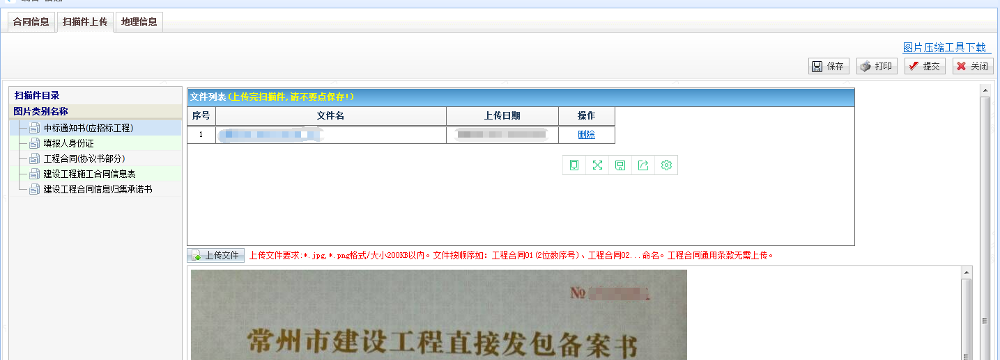 合同信息 扫描件上传 地理信息
图片压缩工具下载
保存 打印 提交 关闭
扫描件目录
图片类别名称
中标通知书(应招标工程)
填报人身份证
工程合同(协议书部分)
建设工程施工合同信息表
建设工程合同信息归集承诺书
文件列表(上传完扫描件,请不要点保存!)
序号 文件名 上传日期 操作
1 删除
上传文件 上传文件要求:*.jpg,*.png格式/大小200KB以内。文件按顺序如: 工程合同01(2位数序号)、工程合同02...命名。工程合同通用条款无需上传。
№
常州市建设工程直接发包备案书